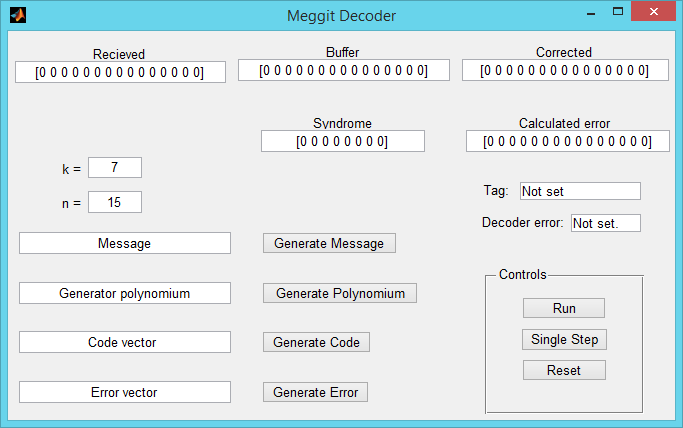 Meggit Decoder
Recieved
Buffer
Corrected
[0 0 0 0 0 0 0 0 0 0 0 0 0 0 0]
[0 0 0 0 0 0 0 0 0 0 0 0 0 0 0]
[0 0 0 0 0 0 0 0 0 0 0 0 0 0 0]
Syndrome
Calculated error
[0 0 0 0 0 0 0 0]
[0 0 0 0 0 0 0 0 0 0 0 0 0 0 0]
k = 7
Tag: Not set
n = 15
Decoder error: Not set.
Message
Generate Message
Generator polynomium
Generate Polynomium
Code vector
Generate Code
Error vector
Generate Error
Controls
Run
Single Step
Reset